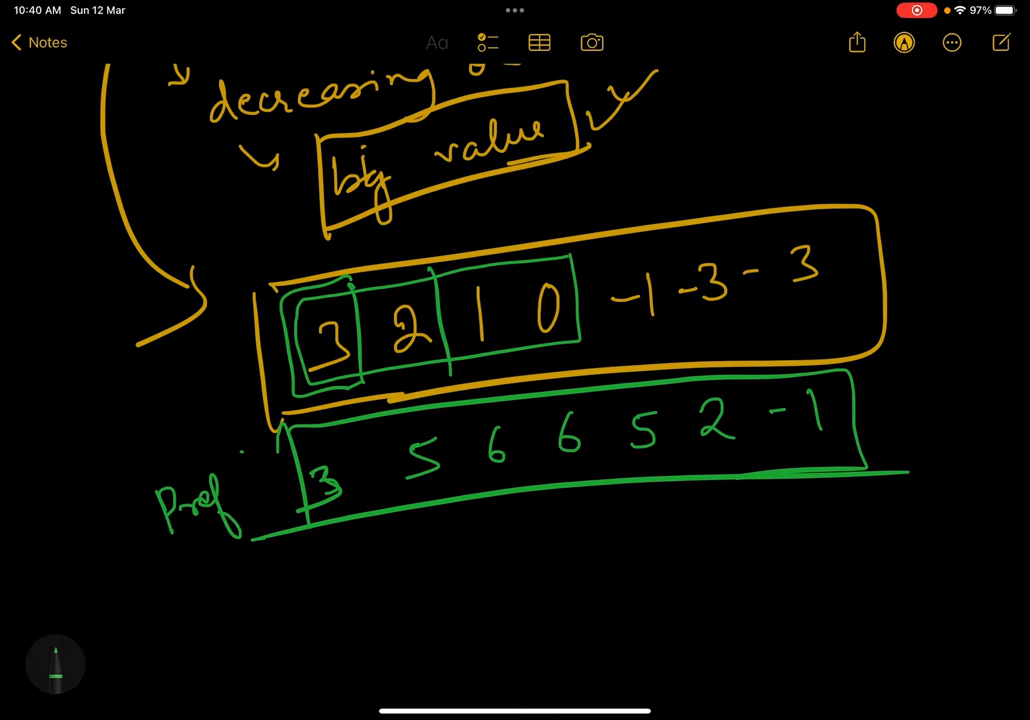 10:40 AM Sun 12 Mar
97%
Notes
Aa
decreasing
big value
3 2 1 0 -1 -3 -3
Pref 3 5 6 6 5 2 -1